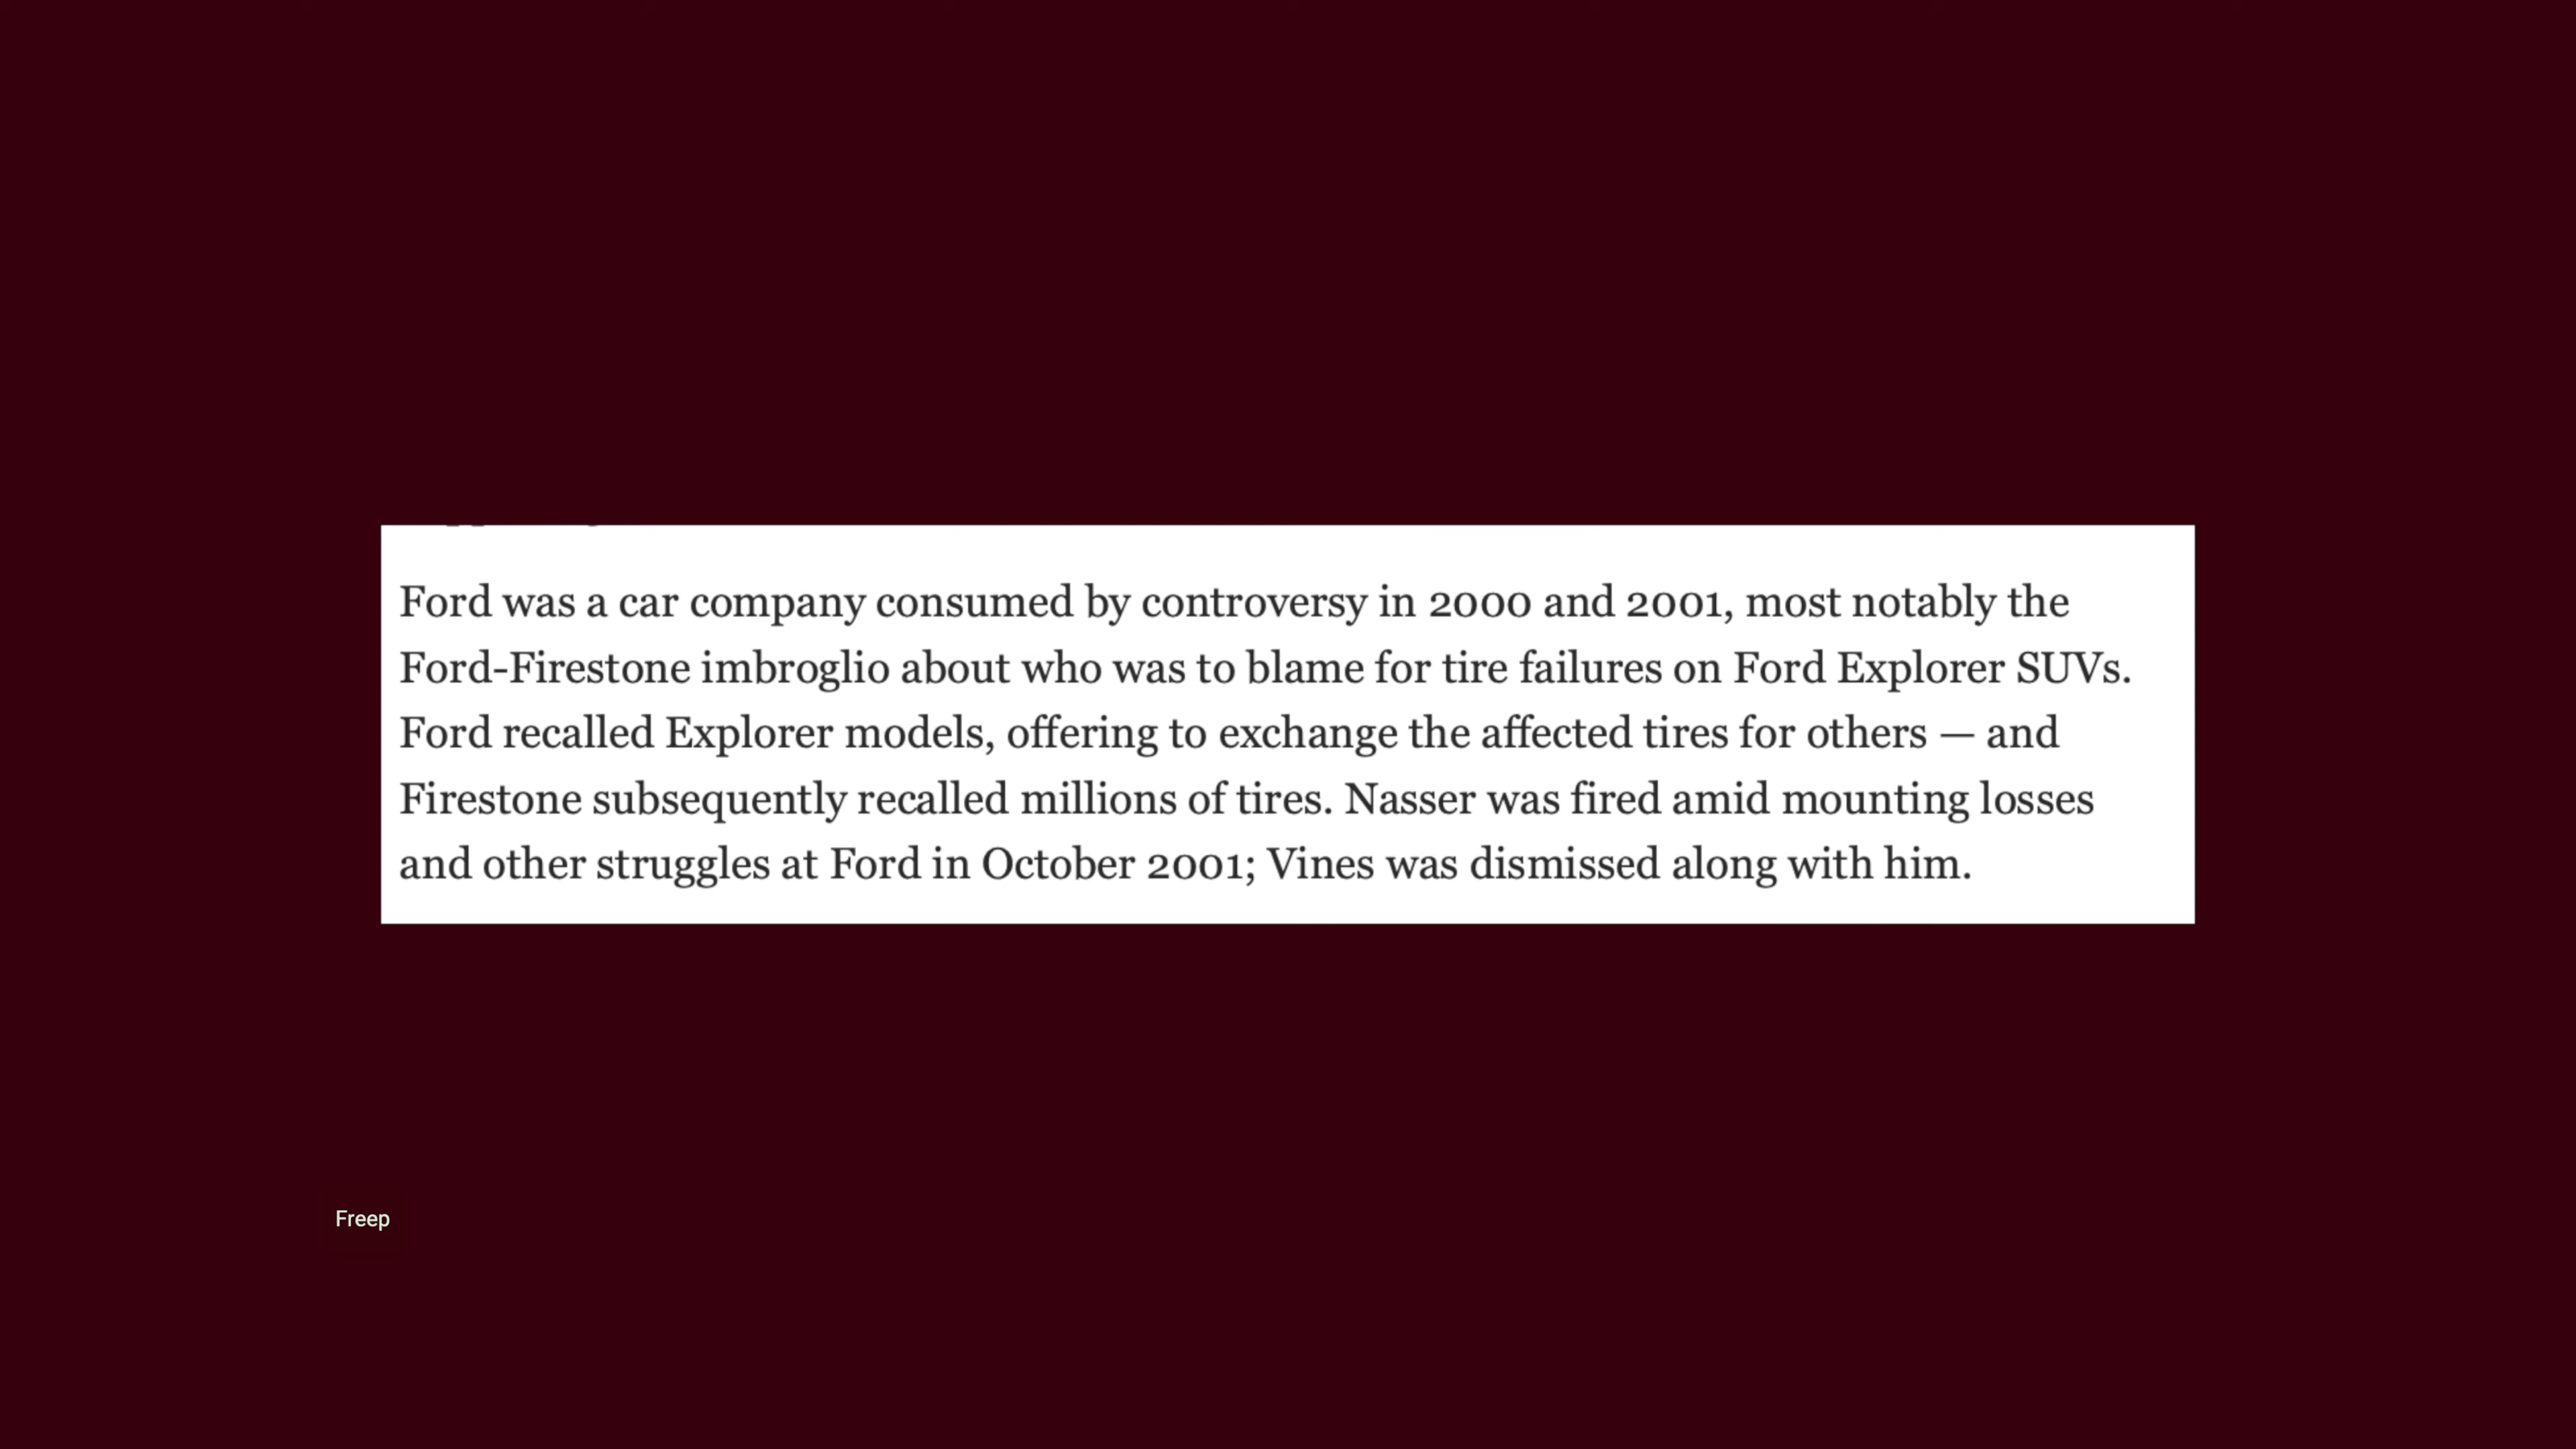 Ford was a car company consumed by controversy in 2000 and 2001, most notably the
Ford-Firestone imbroglio about who was to blame for tire failures on Ford Explorer SUVs.
Ford recalled Explorer models, offering to exchange the affected tires for others — and
Firestone subsequently recalled millions of tires. Nasser was fired amid mounting losses
and other struggles at Ford in October 2001; Vines was dismissed along with him.
Freep